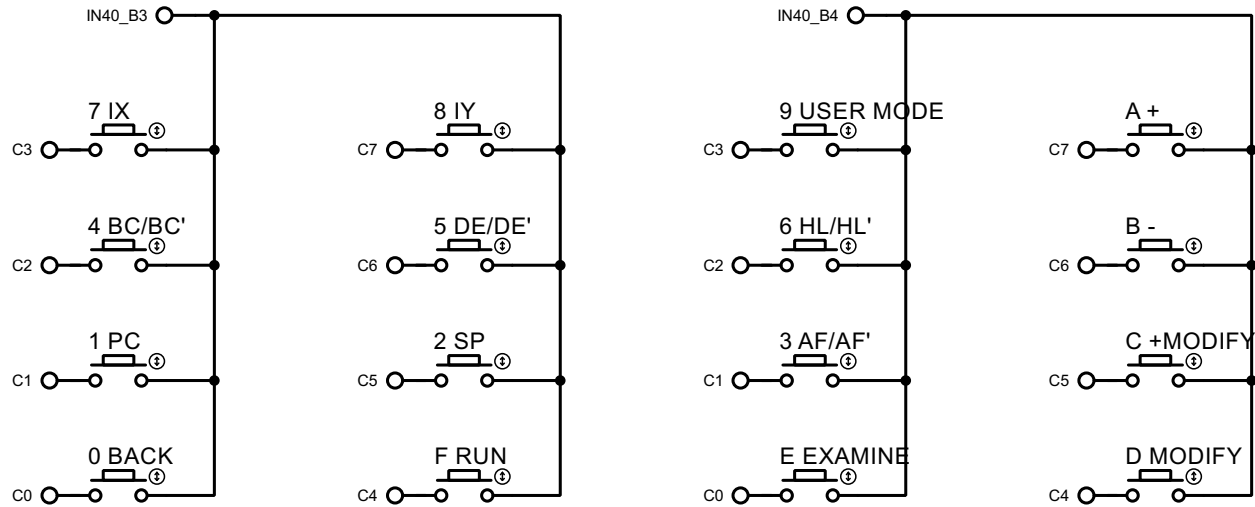 IN40_B3
IN40_B4
7 IX
8 IY
9 USER MODE
A +
C3
C7
C3
C7
4 BC/BC'
5 DE/DE'
6 HL/HL'
B -
C2
C6
C2
C6
1 PC
2 SP
3 AF/AF'
C +MODIFY
C1
C5
C1
C5
0 BACK
F RUN
E EXAMINE
D MODIFY
C0
C4
C0
C4